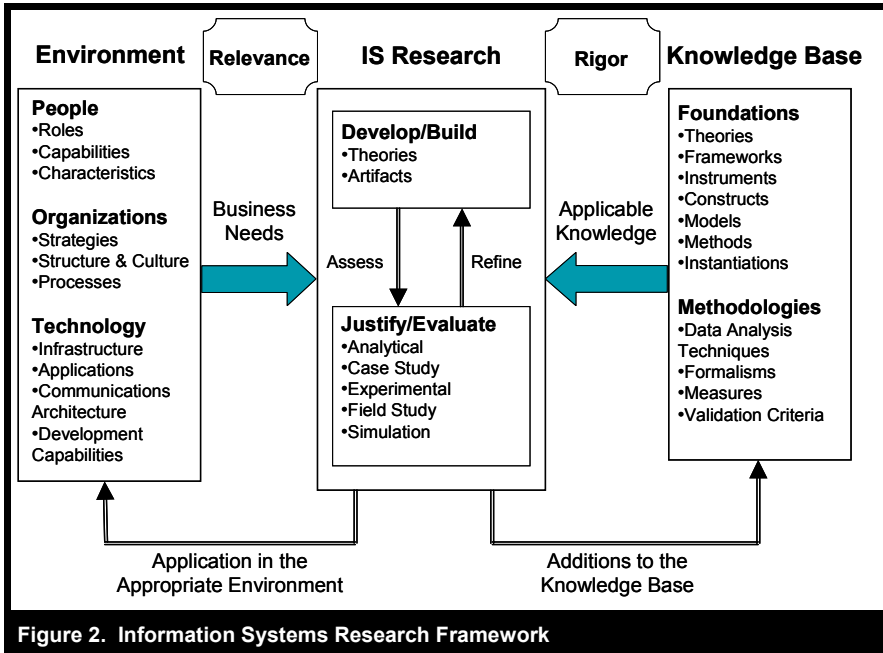 Environment
Relevance
IS Research
Rigor
Knowledge Base
People
•Roles
•Capabilities
•Characteristics
Organizations
•Strategies
•Structure & Culture
•Processes
Technology
•Infrastructure
•Applications
•Communications
Architecture
•Development
Capabilities
Business
Needs
Develop/Build
•Theories
•Artifacts
Assess
Refine
Justify/Evaluate
•Analytical
•Case Study
•Experimental
•Field Study
•Simulation
Applicable
Knowledge
Foundations
•Theories
•Frameworks
•Instruments
•Constructs
•Models
•Methods
•Instantiations
Methodologies
•Data Analysis
Techniques
•Formalisms
•Measures
•Validation Criteria
Application in the
Appropriate Environment
Additions to the
Knowledge Base
Figure 2. Information Systems Research Framework